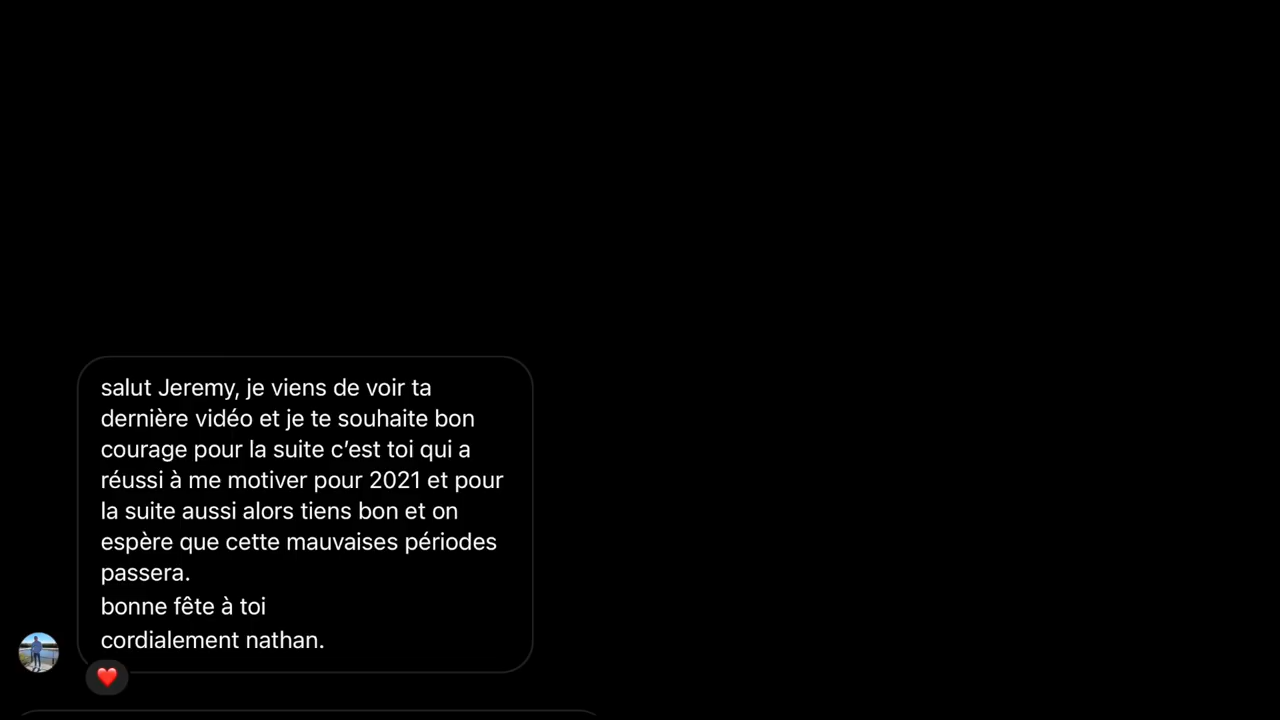 salut Jeremy, je viens de voir ta
dernière vidéo et je te souhaite bon
courage pour la suite c’est toi qui a
réussi à me motiver pour 2021 et pour
la suite aussi alors tiens bon et on
espère que cette mauvaises périodes
passera.
bonne fête à toi
cordialement nathan.